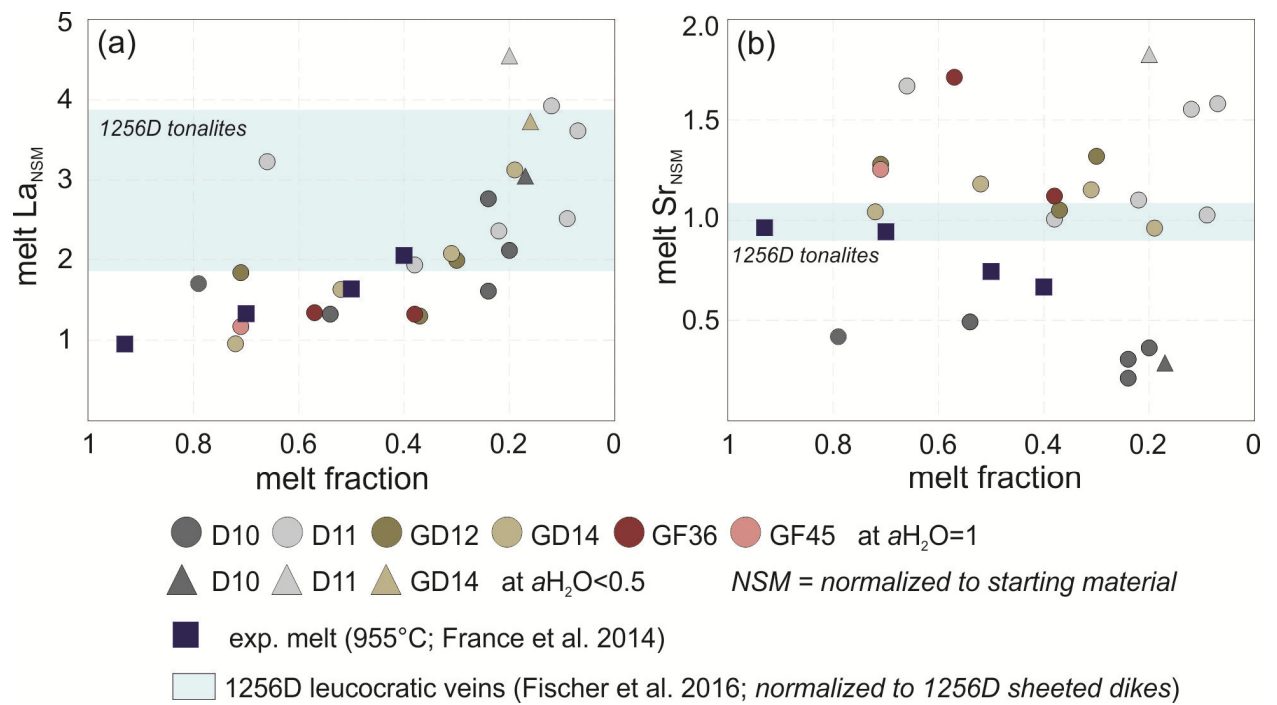 (a)
5
4
3
2
1
1256D tonalites
melt LaNSM
1 0.8 0.6 0.4 0.2 0
melt fraction
(b)
2.0
1.5
1.0
0.5
1256D tonalites
melt SrNSM
1 0.8 0.6 0.4 0.2 0
melt fraction
D10 D11 GD12 GD14 GF36 GF45 at aH2O=1
D10 D11 GD14 at aH2O<0.5 NSM = normalized to starting material
exp. melt (955°C; France et al. 2014)
1256D leucocratic veins (Fischer et al. 2016; normalized to 1256D sheeted dikes)